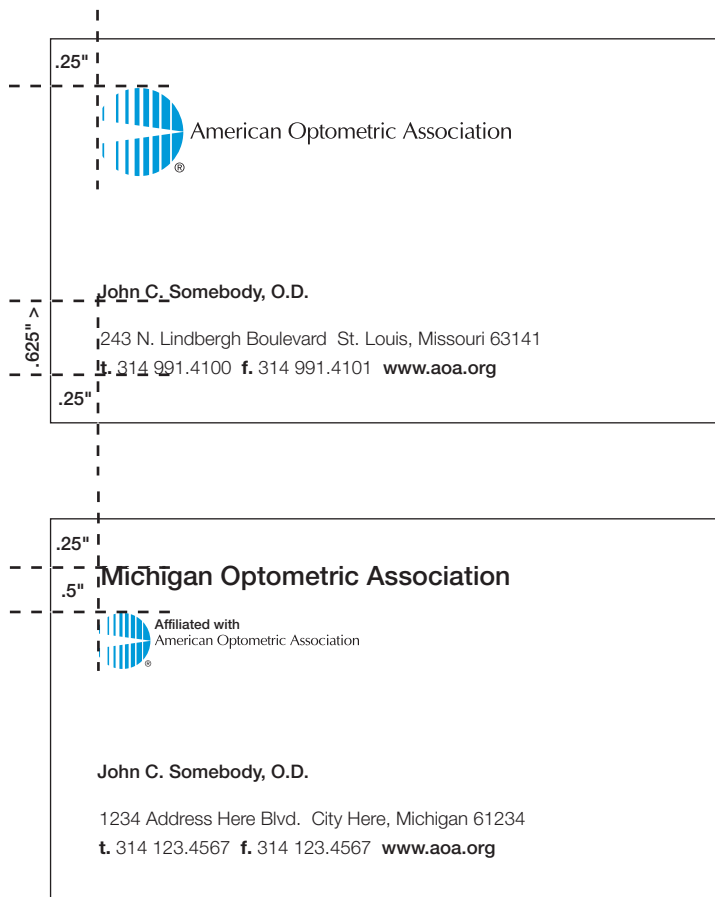 .25"
American Optometric Association
®
John C. Somebody, O.D.
.625" >
243 N. Lindbergh Boulevard  St. Louis, Missouri 63141
t. 314 991.4100  f. 314 991.4101  www.aoa.org
.25"
.25"
Michigan Optometric Association
.5"
Affiliated with
American Optometric Association
®
John C. Somebody, O.D.
1234 Address Here Blvd.  City Here, Michigan 61234
t. 314 123.4567  f. 314 123.4567  www.aoa.org